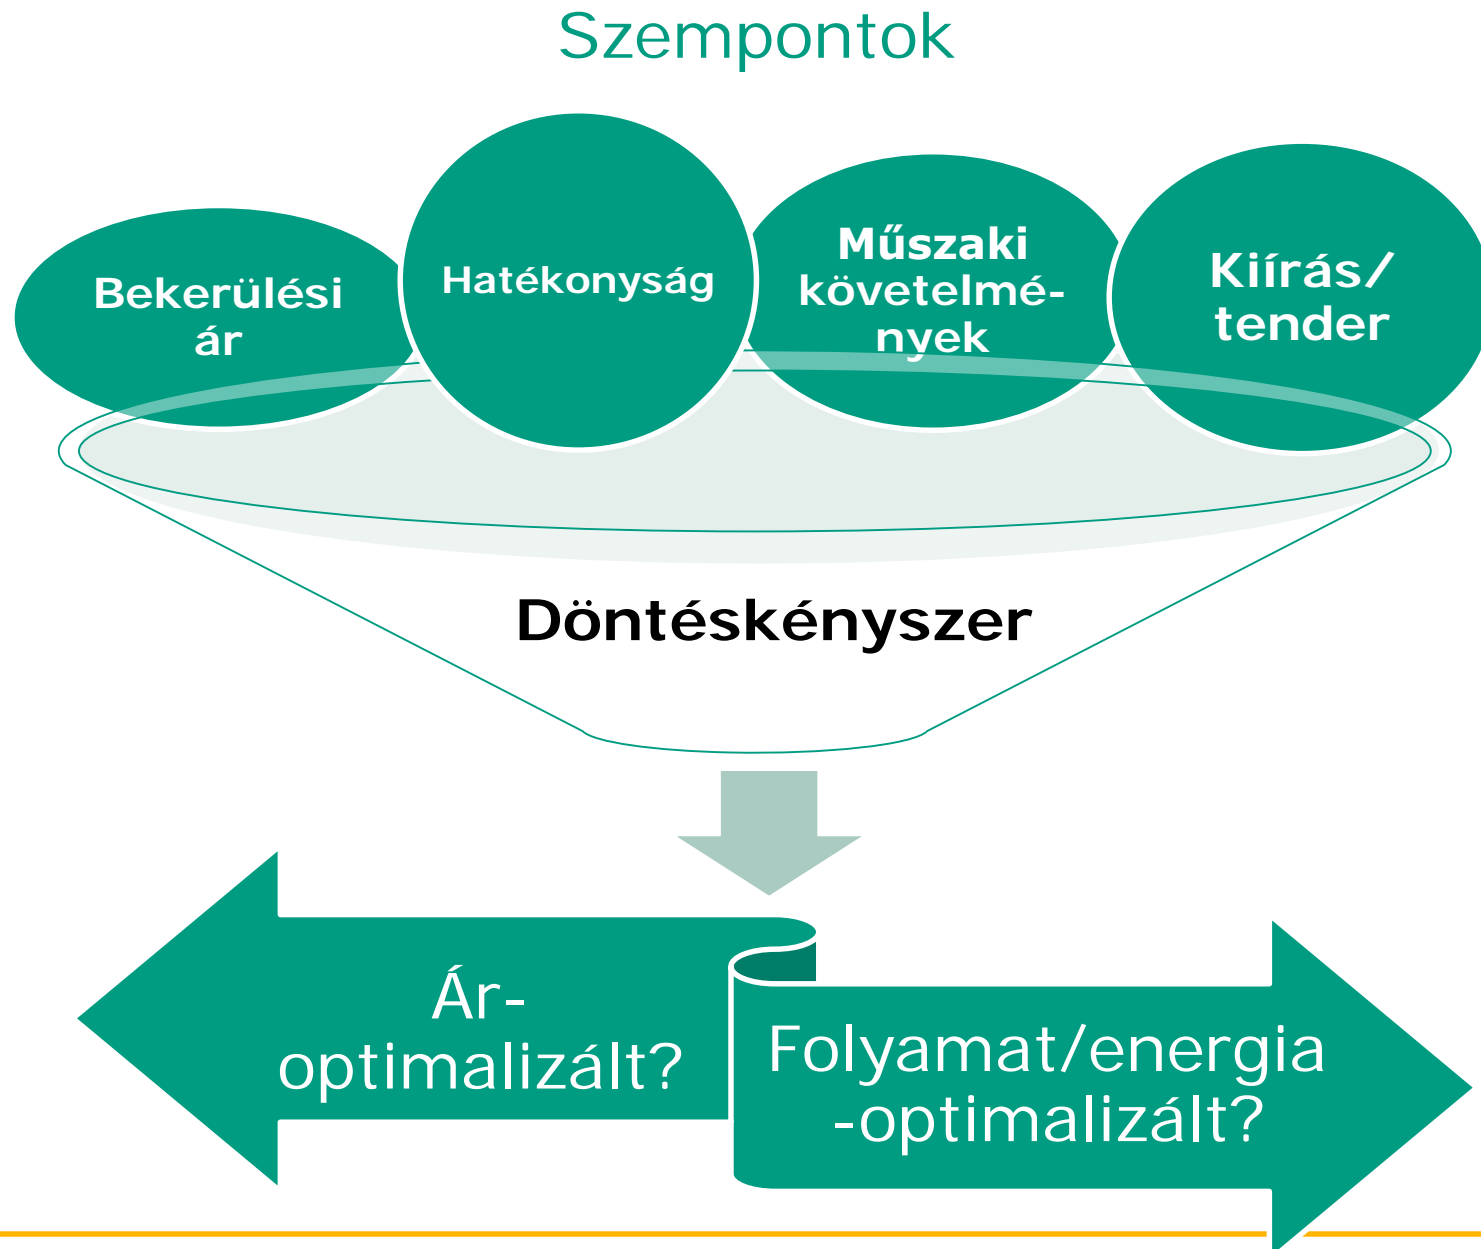 Szempontok
Bekerülési
ár
Hatékonyság
Műszaki
követelmé-
nyek
Kiírás/
tender
Döntéskényszer
Ár-
optimalizált?
Folyamat/energia
-optimalizált?